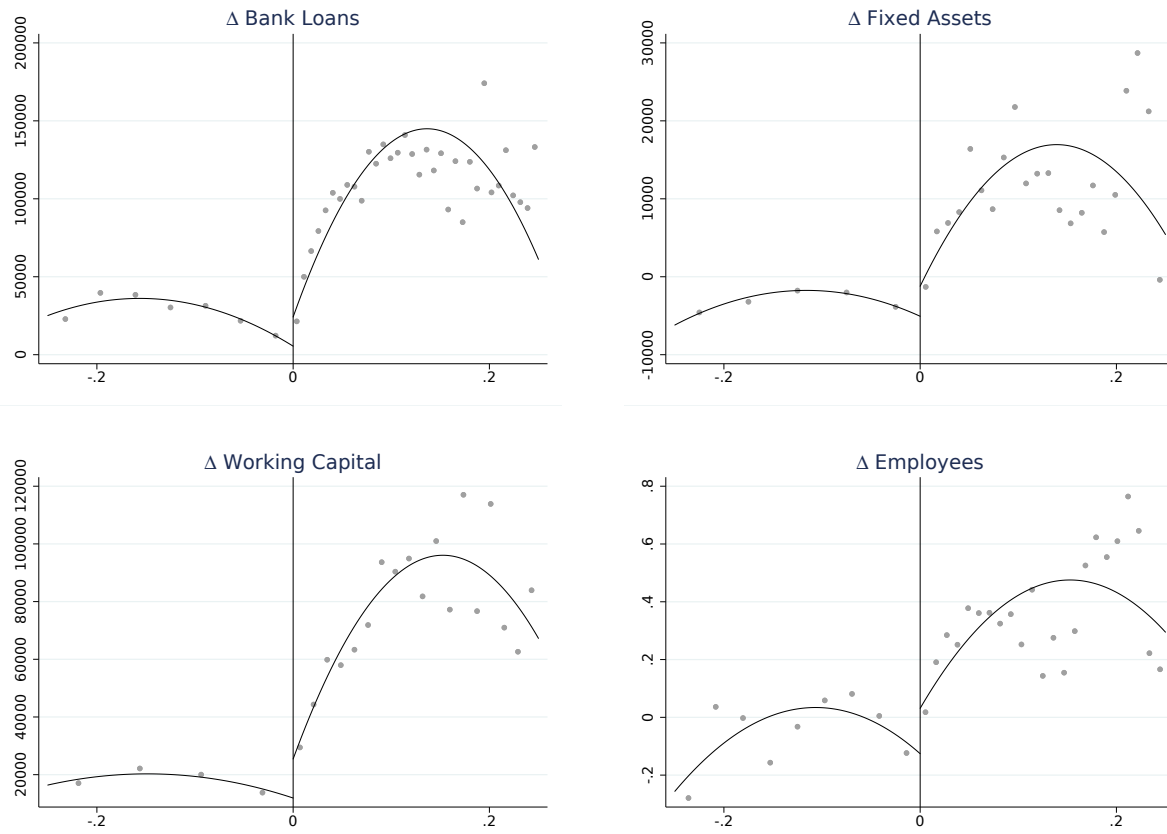 Δ Bank Loans
200000
150000
100000
50000
0
-.2 0 .2
Δ Fixed Assets
30000
20000
10000
0
-10000
-.2 0 .2
Δ Working Capital
120000
100000
80000
60000
40000
20000
-.2 0 .2
Δ Employees
.8
.6
.4
.2
0
-.2
-.2 0 .2